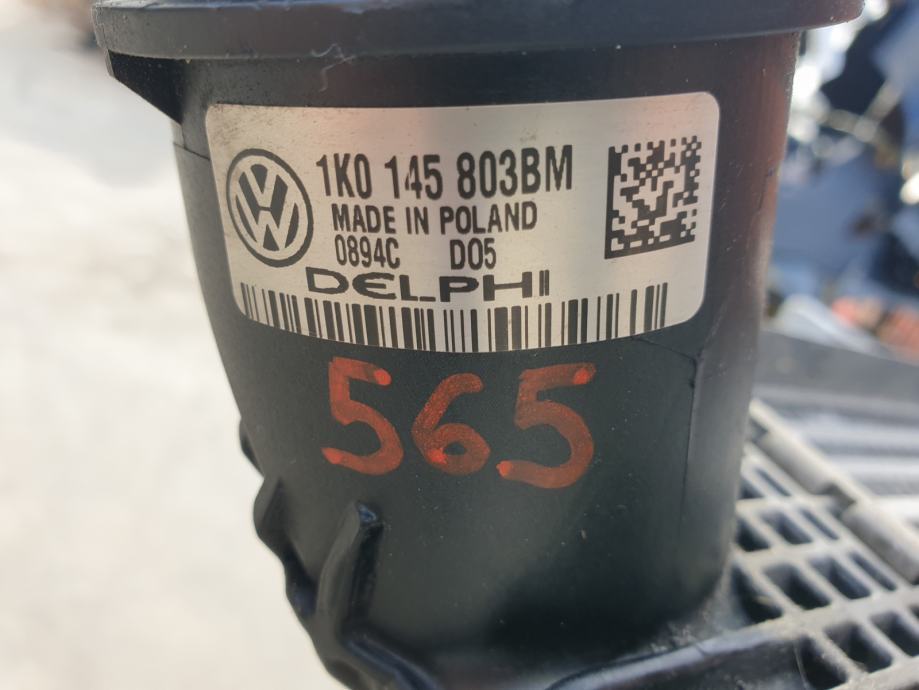 1K0 145 803BM
MADE IN POLAND
0894C D05
DELPHI
565